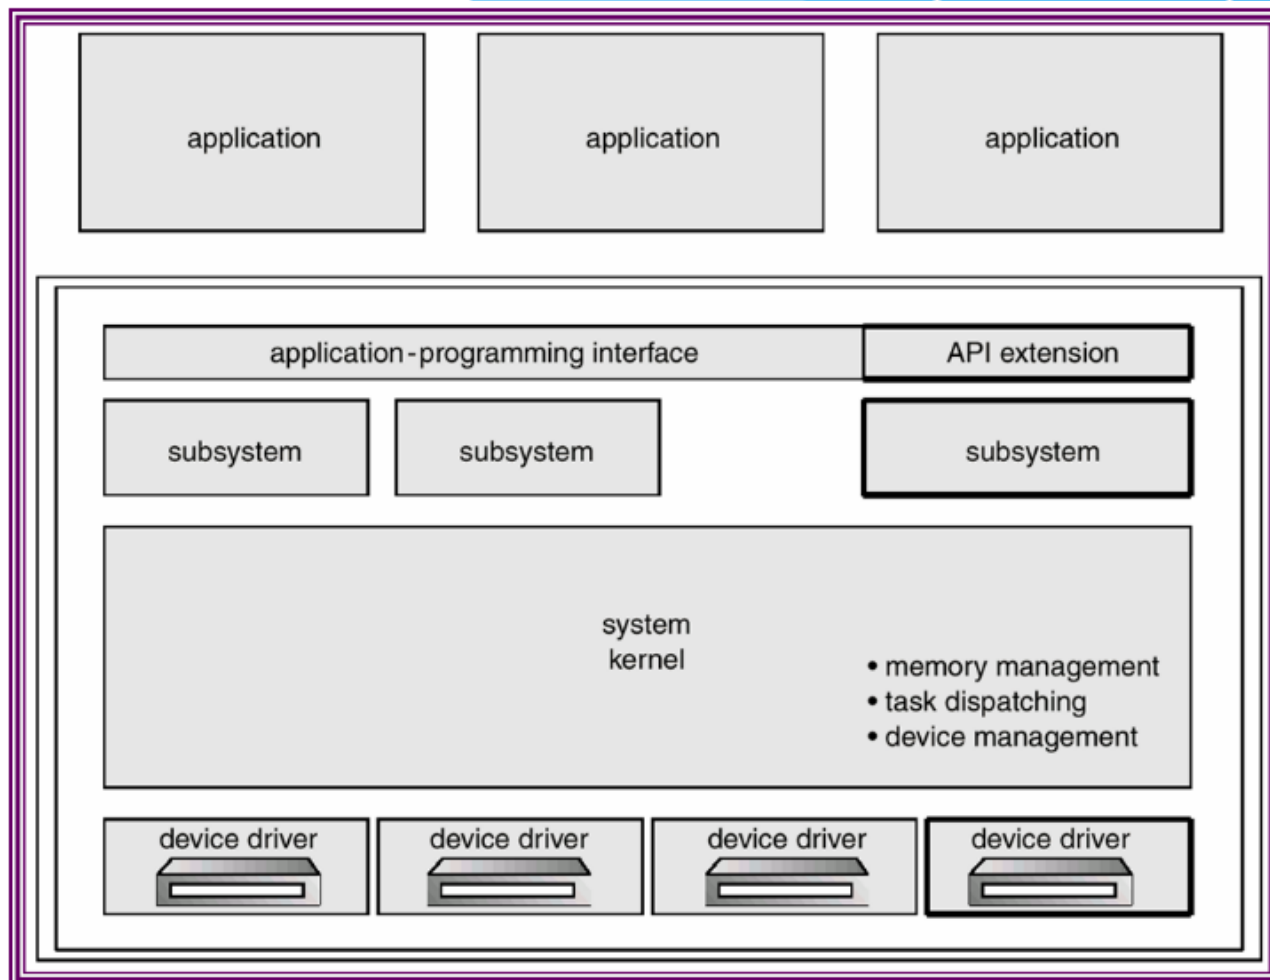 application
application
application
application-programming interface
API extension
subsystem
subsystem
subsystem
system
kernel
• memory management
• task dispatching
• device management
device driver
device driver
device driver
device driver